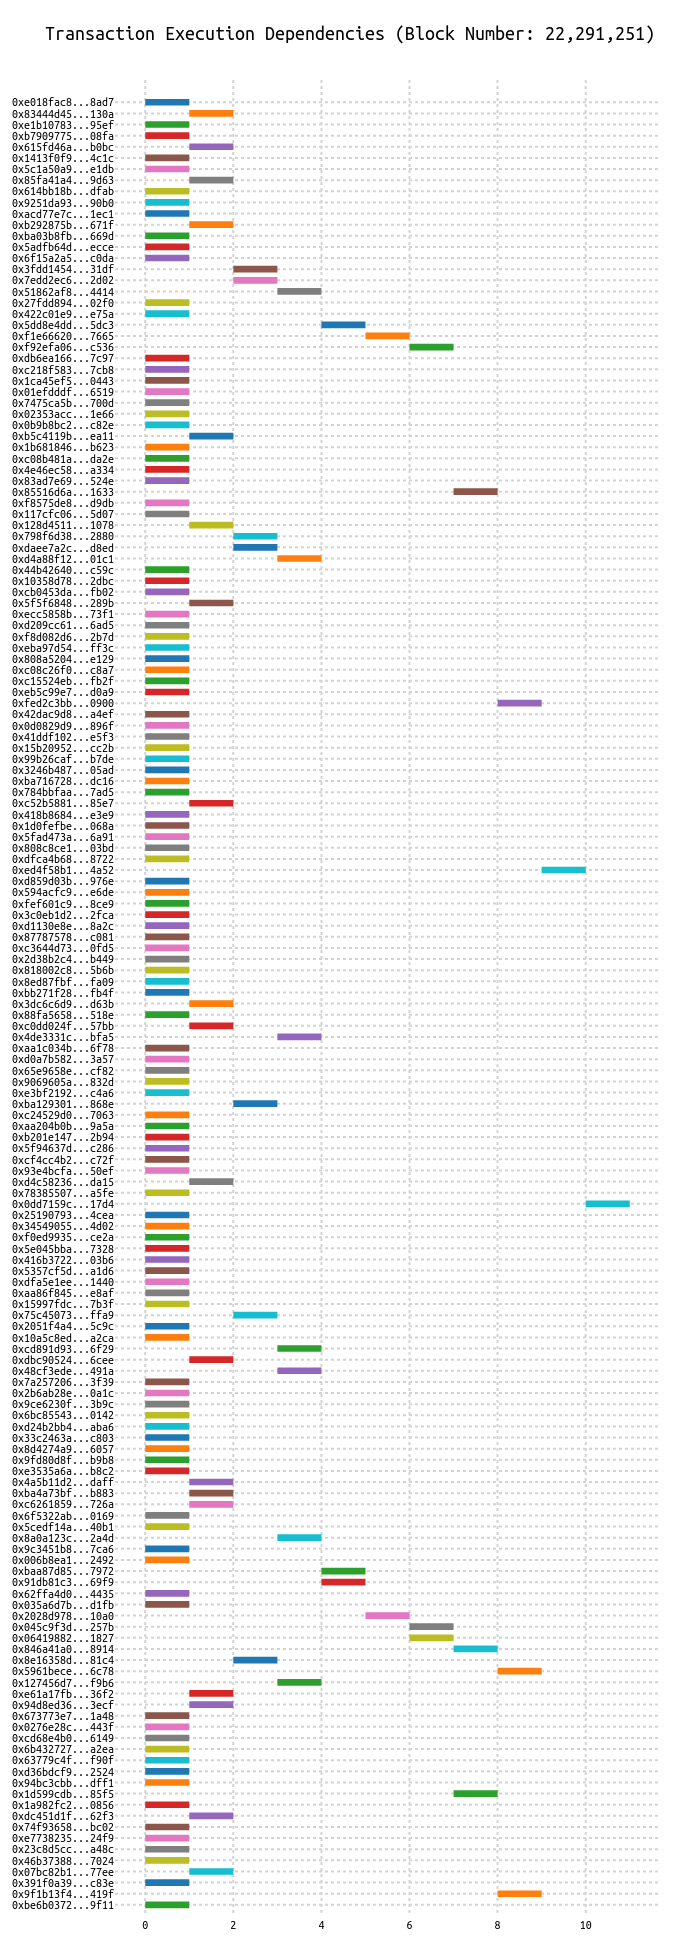 Transaction Execution Dependencies (Block Number: 22,291,251)
0xe018fac8...8ad7
0x83444d45...130a
0xe1b10783...95ef
0xb7909775...08fa
0x615fd46a...b0bc
0x1413f0f9...4c1c
0x5c1a50a9...e1db
0x85fa41a4...9d63
0x614bb18b...dfab
0x9251da93...90b0
0xacd77e7c...1ec1
0xb292875b...671f
0xba03b8fb...669d
0x5adfb64d...ecce
0x6f15a2a5...c0da
0x3fdd1454...31df
0x7edd2ec6...2d02
0x51862af8...4414
0x27fdd894...02f0
0x422c01e9...e75a
0x5dd8e4dd...5dc3
0xf1e66620...7665
0xf92efa06...c536
0xdb6ea166...7c97
0xc218f583...7cb8
0x1ca45ef5...0443
0x01efdddf...6519
0x7475ca5b...700d
0x02353acc...1e66
0x0b9b8bc2...c82e
0xb5c4119b...ea11
0x1b681846...b623
0xc08b481a...da2e
0x4e46ec58...a334
0x83ad7e69...524e
0x85516d6a...1633
0xf8575de8...d9db
0x117cfc06...5d07
0x128d4511...1078
0x798f6d38...2880
0xdaee7a2c...d8ed
0xd4a88f12...01c1
0x44b42640...c59c
0x10358d78...2dbc
0xcb0453da...fb02
0x5f5f6848...289b
0xecc5858b...73f1
0xd209cc61...6ad5
0xf8d082d6...2b7d
0xeba97d54...ff3c
0x808a5204...e129
0xc08c26f0...c8a7
0xc15524eb...fb2f
0xeb5c99e7...d0a9
0xfed2c3bb...0900
0x42dac9d8...a4ef
0x0d0829d9...896f
0x41ddf102...e5f3
0x15b20952...cc2b
0x99b26caf...b7de
0x3246b487...05ad
0xba716728...dc16
0x784bbfaa...7ad5
0xc52b5881...85e7
0x418b8684...e3e9
0x1d0fefbe...068a
0x5fad473a...6a91
0x808c8ce1...03bd
0xdfca4b68...8722
0xed4f58b1...4a52
0xd859d03b...976e
0x594acfc9...e6de
0xfef601c9...8ce9
0x3c0eb1d2...2fca
0xd1130e8e...8a2c
0x87787578...c081
0xc3644d73...0fd5
0x2d38b2c4...b449
0x818002c8...5b6b
0x8ed87fbf...fa09
0xbb271f28...fb4f
0x3dc6c6d9...d63b
0x88fa5658...518e
0xc0dd024f...57bb
0x4de3331c...bfa5
0xaa1c034b...6f78
0xd0a7b582...3a57
0x65e9658e...cf82
0x9069605a...832d
0xe3bf2192...c4a6
0xba129301...868e
0xc24529d0...7063
0xaa204b0b...9a5a
0xb201e147...2b94
0x5f94637d...c286
0xcf4cc4b2...c72f
0x93e4bcfa...50ef
0xd4c58236...da15
0x78385507...a5fe
0x0dd7159c...17d4
0x25190793...4cea
0x34549055...4d02
0xf0ed9935...ce2a
0x5e045bba...7328
0x416b3722...03b6
0x5357cf5d...a1d6
0xdfa5e1ee...1440
0xaa86f845...e8af
0x15997fdc...7b3f
0x75c45073...ffa9
0x2051f4a4...5c9c
0x10a5c8ed...a2ca
0xcd891d93...6f29
0xdbc90524...6cee
0x48cf3ede...491a
0x7a257206...3f39
0x2b6ab28e...0a1c
0x9ce6230f...3b9c
0x6bc85543...0142
0xd24b2bb4...aba6
0x33c2463a...c803
0x8d4274a9...6057
0x9fd80d8f...b9b8
0xe3535a6a...b8c2
0x4a5b11d2...daff
0xba4a73bf...b883
0xc6261859...726a
0x6f5322ab...0169
0x5cedf14a...40b1
0x8a0a123c...2a4d
0x9c3451b8...7ca6
0x006b8ea1...2492
0xbaa87d85...7972
0x91db81c3...69f9
0x62ffa4d0...4435
0x035a6d7b...d1fb
0x2028d978...10a0
0x045c9f3d...257b
0x06419882...1827
0x846a41a0...8914
0x8e16358d...81c4
0x5961bece...6c78
0x127456d7...f9b6
0xe61a17fb...36f2
0x94d8ed36...3ecf
0x673773e7...1a48
0x0276e28c...443f
0xcd68e4b0...6149
0x6b432727...a2ea
0x63779c4f...f90f
0xd36bdcf9...2524
0x94bc3cbb...dff1
0x1d599cdb...85f5
0x1a982fc2...0856
0xdc451d1f...62f3
0x74f93658...bc02
0xe7738235...24f9
0x23c8d5cc...a48c
0x46b37388...7024
0x07bc82b1...77ee
0x391f0a39...c83e
0x9f1b13f4...419f
0xbe6b0372...9f11
0 2 4 6 8 10